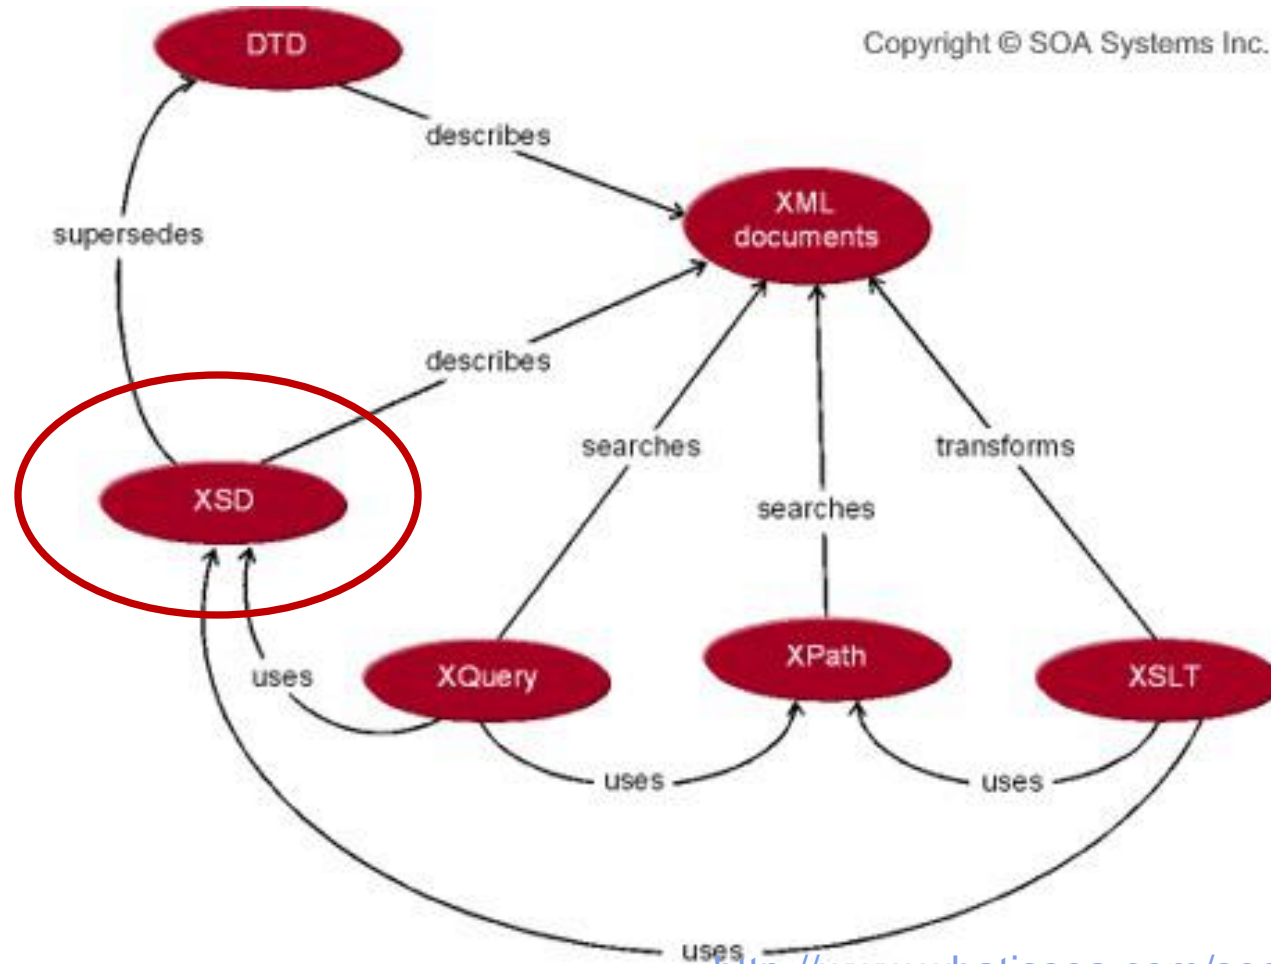 DTD
Copyright © SOA Systems Inc.
describes
XML
documents
supersedes
describes
searches
transforms
XSD
searches
XQuery
XPath
XSLT
uses
uses
uses
uses